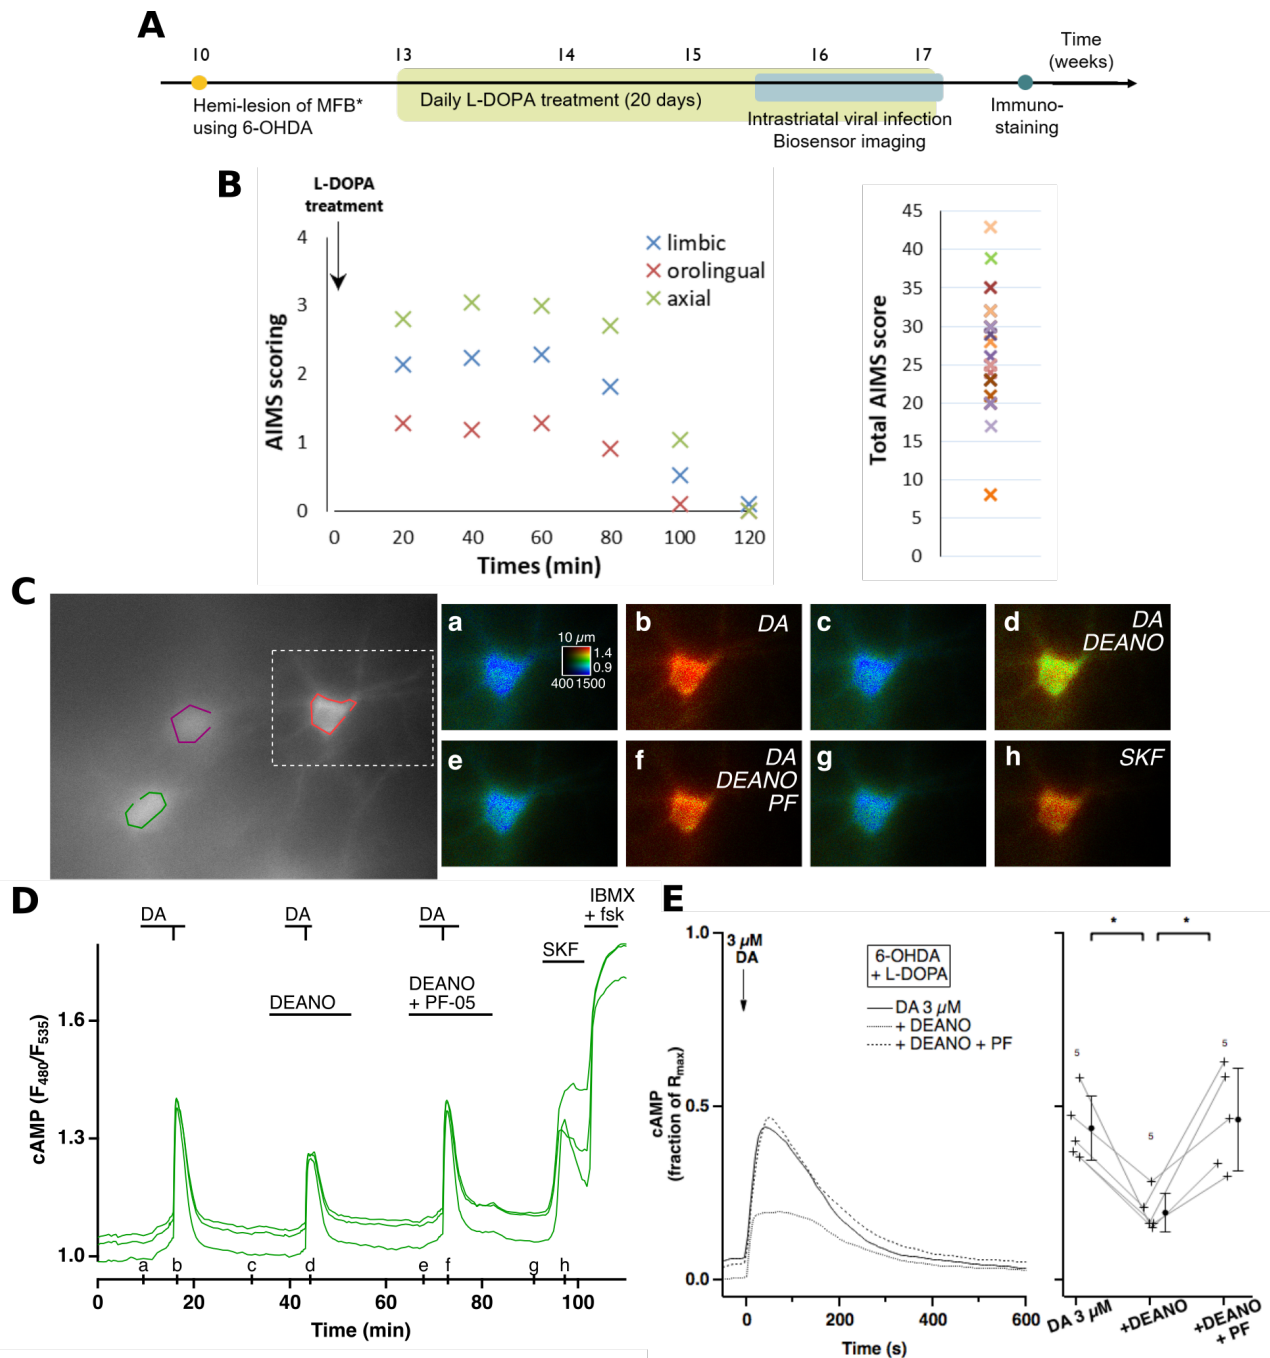 A
10
13
14
15
16
17
Time
(weeks)
Hemi-lesion of MFB*
using 6-OHDA
Daily L-DOPA treatment (20 days)
Intrastriatal viral infection
Biosensor imaging
Immuno-
staining
B
L-DOPA
treatment
AIMS scoring
4
3
2
1
0
limbic
orolingual
axial
0 20 40 60 80 100 120
Times (min)
Total AIMS score
45
40
35
30
25
20
15
10
5
0
C
a
10 µm
1.4
0.9
400 1500
b
DA
c
d
DA
DEANO
e
f
DA
DEANO
PF
g
h
SKF
D
DA
DA
DA
IBMX
+ fsk
SKF
DEANO
DEANO
+ PF-05
cAMP (F480/F535)
1.6
1.3
1.0
a b c d e f g h
0 20 40 60 80 100
Time (min)
E
cAMP
(fraction of Rmax)
1.0
0.5
0.0
3 µM
DA
6-OHDA
+ L-DOPA
DA 3 µM
+ DEANO
+ DEANO + PF
0 200 400 600
Time (s)
* *
5
5
5
DA 3 µM
+DEANO
+DEANO
+ PF